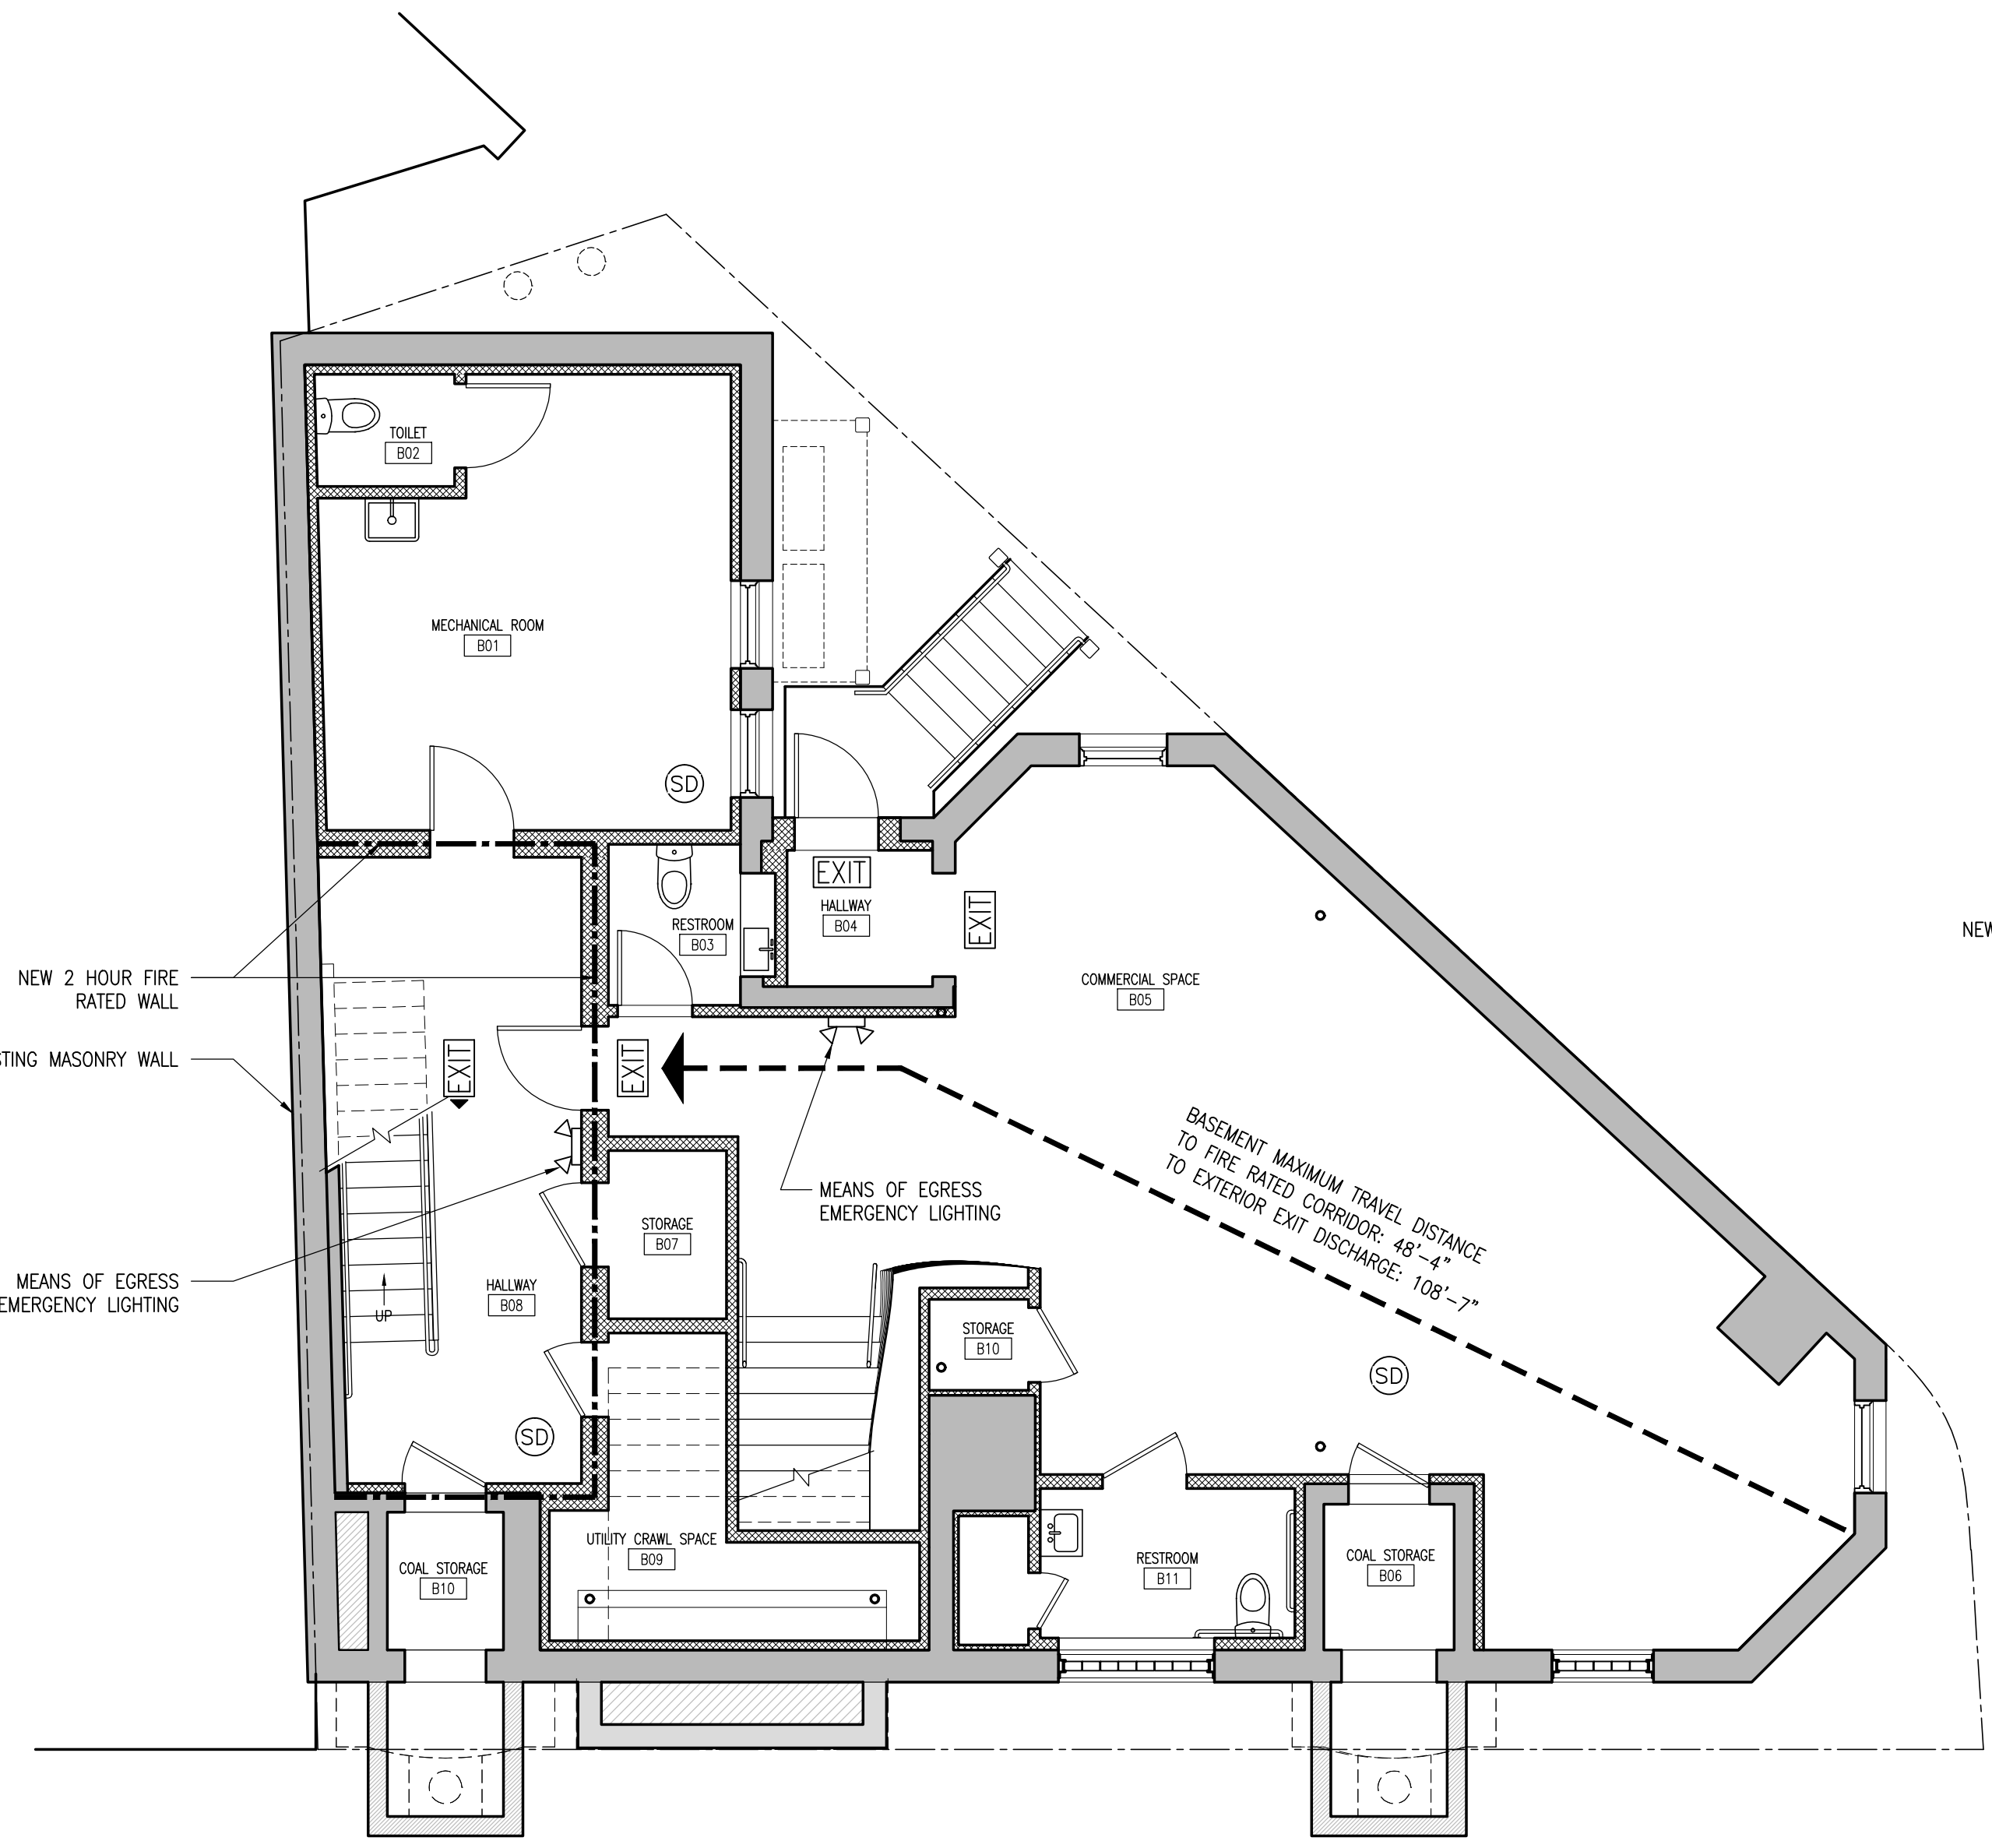 TOILET
B02
MECHANICAL ROOM
B01
SD
EXIT
HALLWAY
B04
EXIT
RESTROOM
B03
NEW
COMMERCIAL SPACE
B05
NEW 2 HOUR FIRE
RATED WALL
STING MASONRY WALL
EXIT
EXIT
BASEMENT MAXIMUM TRAVEL DISTANCE
TO FIRE RATED CORRIDOR: 48'-4"
TO EXTERIOR EXIT DISCHARGE: 108'-7"
MEANS OF EGRESS
EMERGENCY LIGHTING
STORAGE
B07
MEANS OF EGRESS
EMERGENCY LIGHTING
HALLWAY
B08
UP
STORAGE
B10
SD
SD
UTILITY CRAWL SPACE
B09
COAL STORAGE
B10
RESTROOM
B11
COAL STORAGE
B06